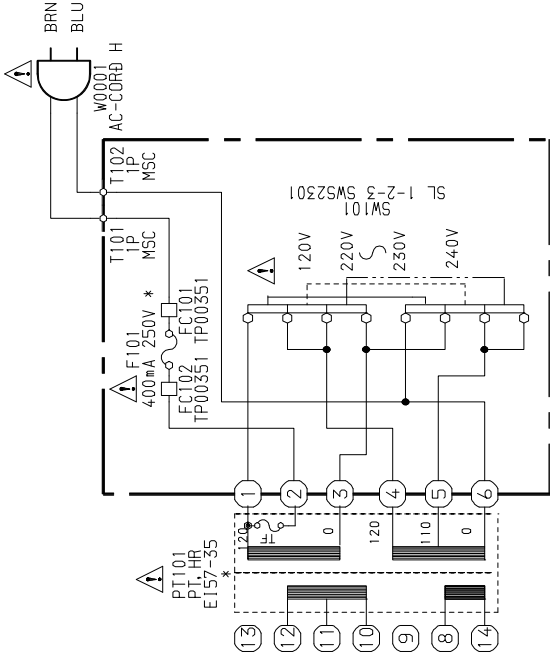 BRN
BLU
W0001
AC-CORD H
T102
1P
MSC
T101
1P
MSC
SW101
SL 1-2-3 SWS2301
120V
220V
230V
240V
F101
400mA 250V *
FC101
TP00351
FC102
TP00351
1
2
3
4
5
6
120
TF
0
120
110
0
PT101
PT,HR
EI57-35
*
13
12
11
10
9
8
14